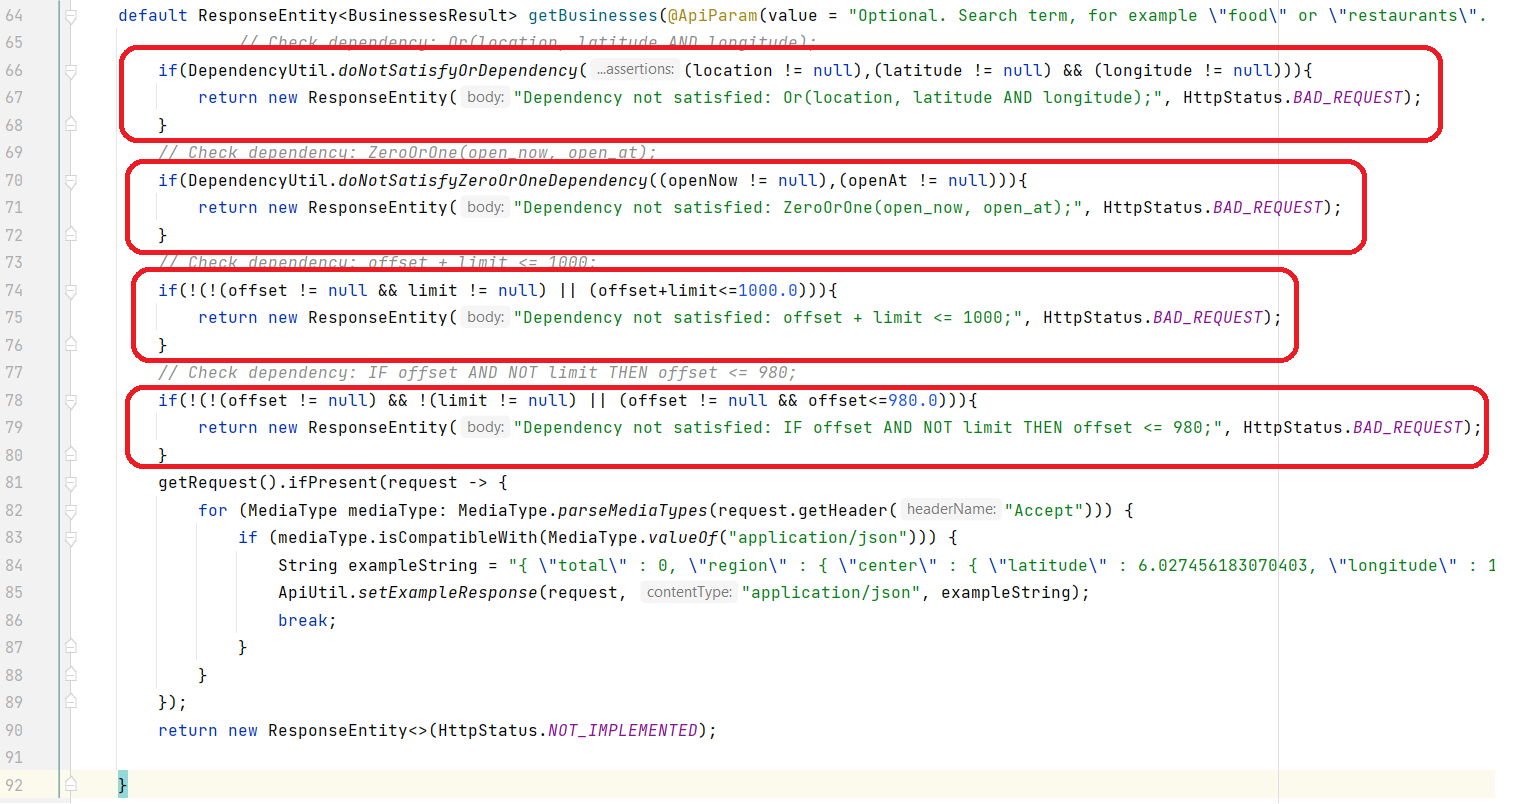 64 default ResponseEntity<BusinessesResult> getBusinesses(@ApiParam(value = "Optional. Search term, for example \"food\" or \"restaurants\".
65 // Check dependency: Or(location, latitude AND longitude);
66 if(DependencyUtil.doNotSatisfyOrDependency( ...assertions: (location != null),(latitude != null) && (longitude != null))){
67 return new ResponseEntity( body: "Dependency not satisfied: Or(location, latitude AND longitude);", HttpStatus.BAD_REQUEST);
68 }
69 // Check dependency: ZeroOrOne(open_now, open_at);
70 if(DependencyUtil.doNotSatisfyZeroOrOneDependency((openNow != null),(openAt != null))){
71 return new ResponseEntity( body: "Dependency not satisfied: ZeroOrOne(open_now, open_at);", HttpStatus.BAD_REQUEST);
72 }
73 // Check dependency: offset + limit <= 1000;
74 if(!(!(offset != null && limit != null) || (offset+limit<=1000.0))){
75 return new ResponseEntity( body: "Dependency not satisfied: offset + limit <= 1000;", HttpStatus.BAD_REQUEST);
76 }
77 // Check dependency: IF offset AND NOT limit THEN offset <= 980;
78 if(!(!(offset != null) && !(limit != null) || (offset != null && offset<=980.0))){
79 return new ResponseEntity( body: "Dependency not satisfied: IF offset AND NOT limit THEN offset <= 980;", HttpStatus.BAD_REQUEST);
80 }
81 getRequest().ifPresent(request -> {
82 for (MediaType mediaType: MediaType.parseMediaTypes(request.getHeader( headerName: "Accept"))) {
83 if (mediaType.isCompatibleWith(MediaType.valueOf("application/json"))) {
84 String exampleString = "{ \"total\" : 0, \"region\" : { \"center\" : { \"latitude\" : 6.027456183070403, \"longitude\" : 1
85 ApiUtil.setExampleResponse(request, contentType: "application/json", exampleString);
86 break;
87 }
88 }
89 });
90 return new ResponseEntity<>(HttpStatus.NOT_IMPLEMENTED);
91
92 }